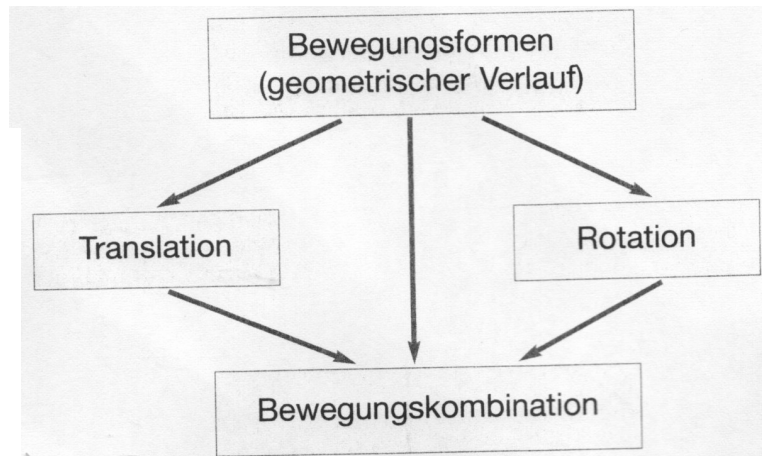 Bewegungsformen
(geometrischer Verlauf)
Translation
Rotation
Bewegungskombination